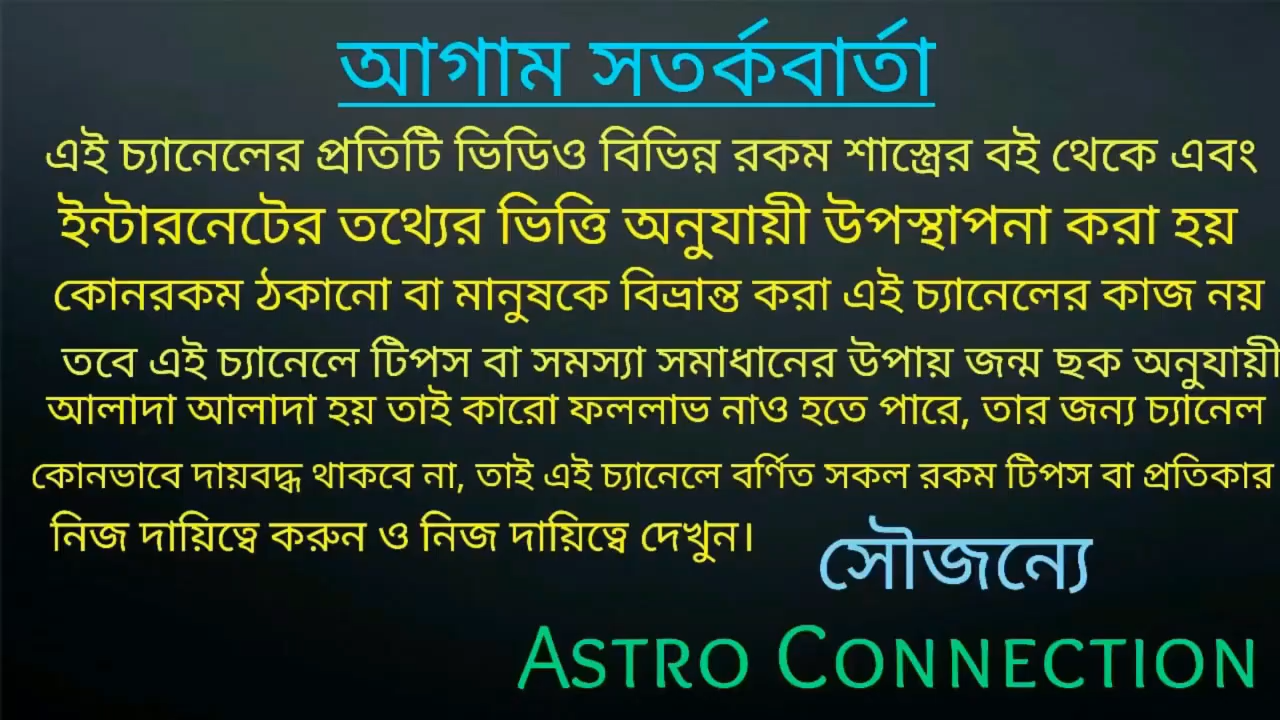 আগাম সতর্কবার্তা
এই চ্যানেলের প্রতিটি ভিডিও বিভিন্ন রকম শাস্ত্রের বই থেকে এবং
ইন্টারনেটের তথ্যের ভিত্তি অনুযায়ী উপস্থাপনা করা হয়
কোনরকম ঠকানো বা মানুষকে বিভ্রান্ত করা এই চ্যানেলের কাজ নয়
তবে এই চ্যানেলে টিপস বা সমস্যা সমাধানের উপায় জন্ম ছক অনুযায়ী
আলাদা আলাদা হয় তাই কারো ফললাভ নাও হতে পারে, তার জন্য চ্যানেল
কোনভাবে দায়বদ্ধ থাকবে না, তাই এই চ্যানেলে বর্ণিত সকল রকম টিপস বা প্রতিকার
নিজ দায়িত্বে করুন ও নিজ দায়িত্বে দেখুন।
সৌজন্যে
ASTRO CONNECTION